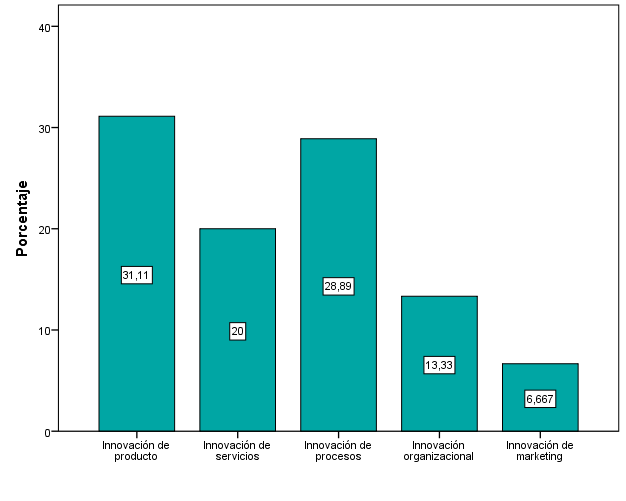 Porcentaje
40
30
20
10
0
31,11
20
28,89
13,33
6,667
Innovación de
producto
Innovación de
servicios
Innovación de
procesos
Innovación
organizacional
Innovación de
marketing